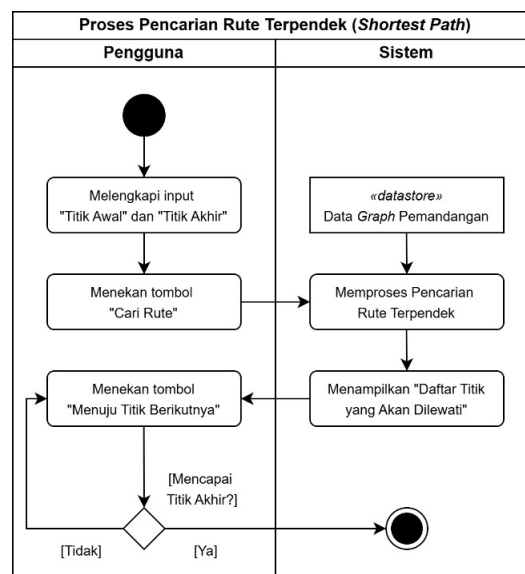 Proses Pencarian Rute Terpendek (Shortest Path)
Pengguna
Sistem
Melengkapi input
"Titik Awal" dan "Titik Akhir"
«datastore»
Data Graph Pemandangan
Menekan tombol
"Cari Rute"
Memproses Pencarian
Rute Terpendek
Menekan tombol
"Menuju Titik Berikutnya"
Menampilkan "Daftar Titik
yang Akan Dilewati"
[Mencapai
Titik Akhir?]
[Tidak]
[Ya]